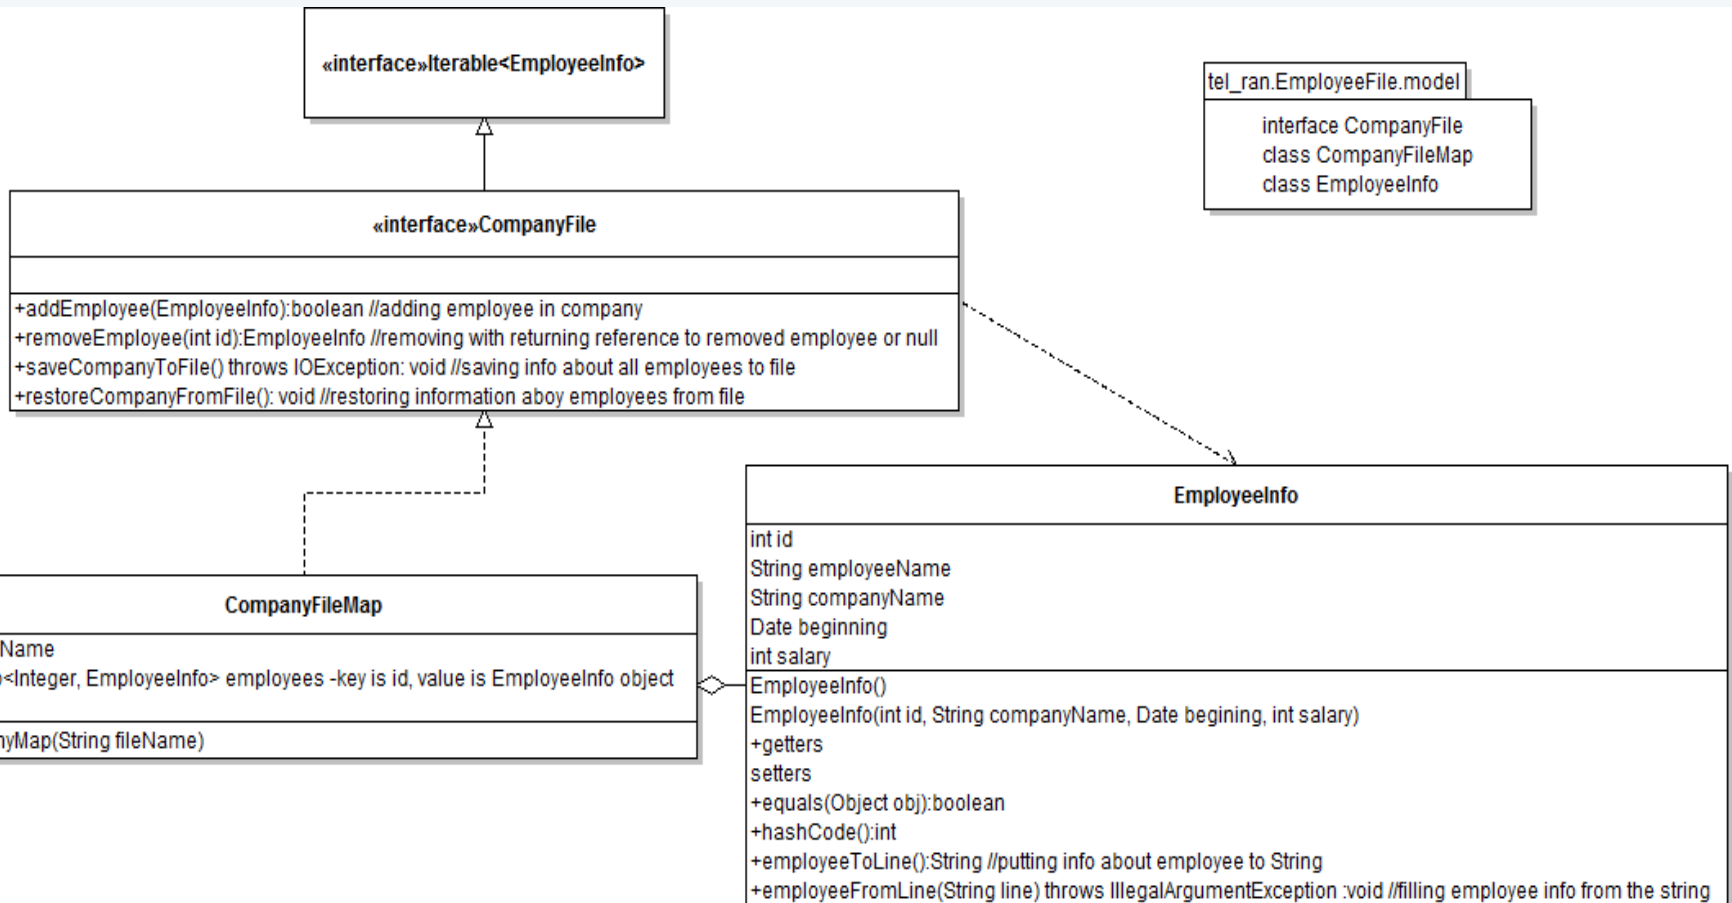 «interface»Iterable<EmployeeInfo>
tel_ran.EmployeeFile.model
interface CompanyFile
class CompanyFileMap
class EmployeeInfo
«interface»CompanyFile
+addEmployee(EmployeeInfo):boolean //adding employee in company
+removeEmployee(int id):EmployeeInfo //removing with returning reference to removed employee or null
+saveCompanyToFile() throws IOException: void //saving info about all employees to file
+restoreCompanyFromFile(): void //restoring information aboy employees from file
CompanyFileMap
Name
<Integer, EmployeeInfo> employees -key is id, value is EmployeeInfo object
yMap(String fileName)
EmployeeInfo
int id
String employeeName
String companyName
Date beginning
int salary
EmployeeInfo()
EmployeeInfo(int id, String companyName, Date begining, int salary)
+getters
setters
+equals(Object obj):boolean
+hashCode():int
+employeeToLine():String //putting info about employee to String
+employeeFromLine(String line) throws IllegalArgumentException :void //filling employee info from the string